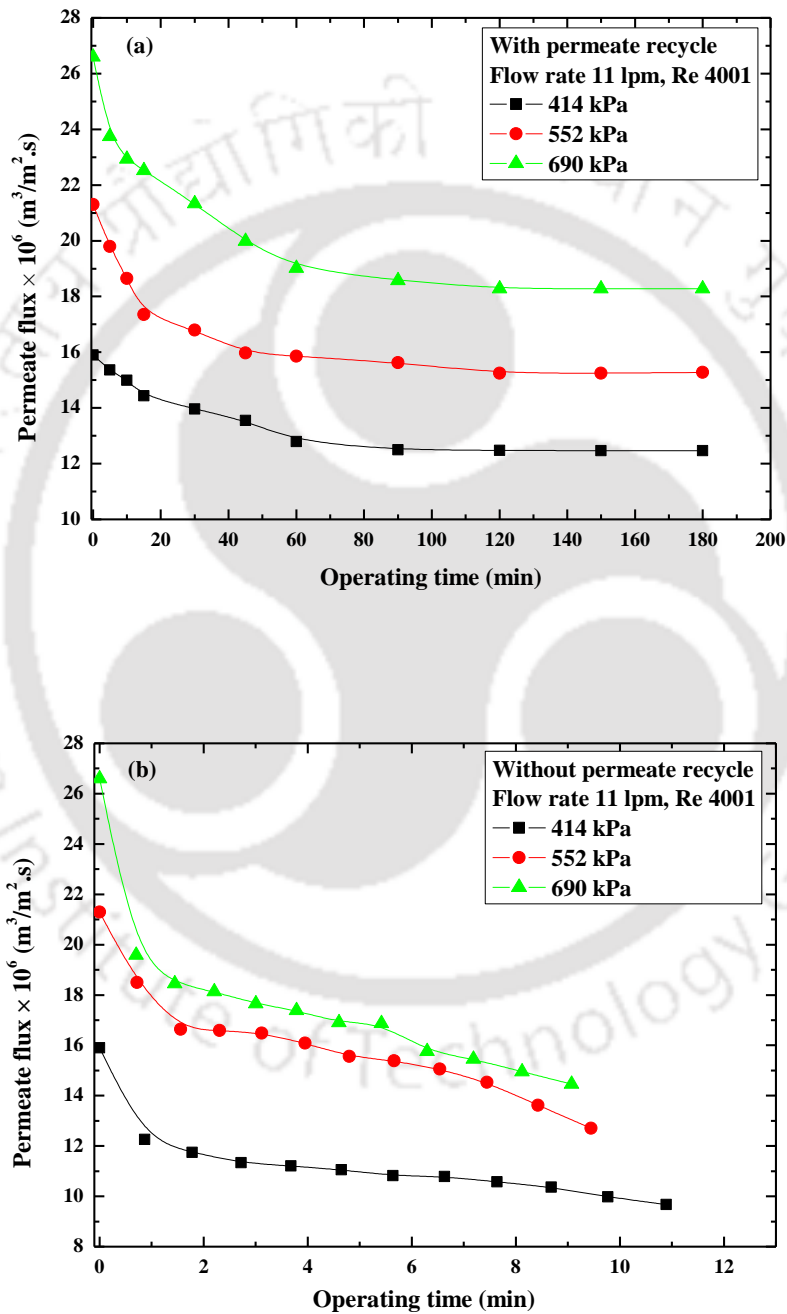 (a)
With permeate recycle
Flow rate 11 lpm, Re 4001
414 kPa
552 kPa
690 kPa
Permeate flux × 10⁶ (m³/m².s)
28
26
24
22
20
18
16
14
12
10
0 20 40 60 80 100 120 140 160 180 200
Operating time (min)
(b)
Without permeate recycle
Flow rate 11 lpm, Re 4001
414 kPa
552 kPa
690 kPa
Permeate flux × 10⁶ (m³/m².s)
28
26
24
22
20
18
16
14
12
10
8
0 2 4 6 8 10 12
Operating time (min)
Institute of Technology